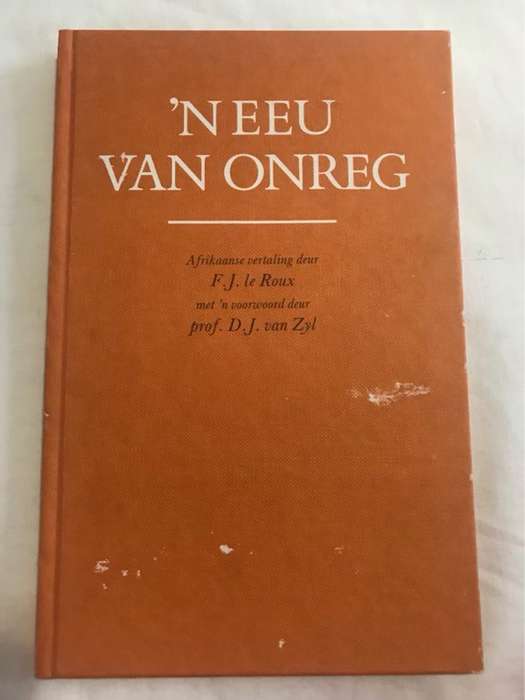 'N EEU
VAN ONREG
Afrikaanse vertaling deur
F.J. le Roux
met 'n voorwoord deur
prof. D.J. van Zyl